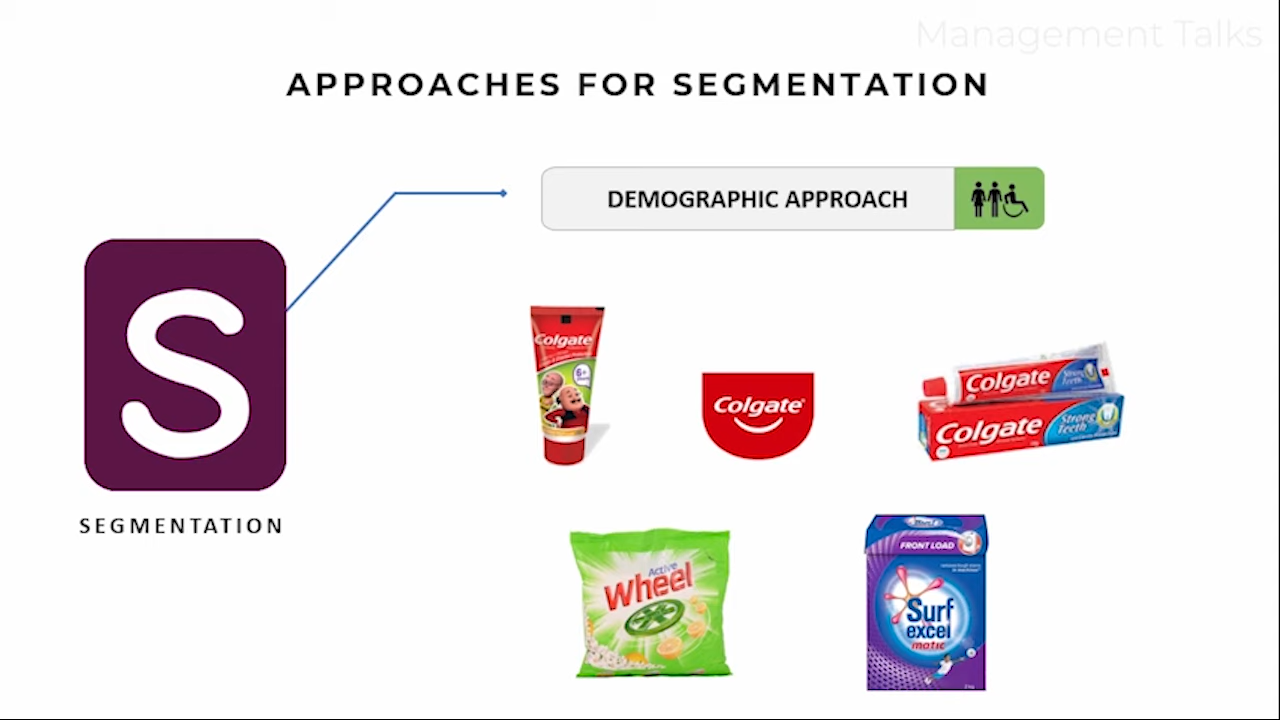 Management Talks
APPROACHES FOR SEGMENTATION
DEMOGRAPHIC APPROACH
S
SEGMENTATION
Colgate
6+
Colgate
Colgate
Strong
Teeth
Colgate
Strong
Teeth
Active
Wheel
FRONT LOAD
Surf
excel
matic